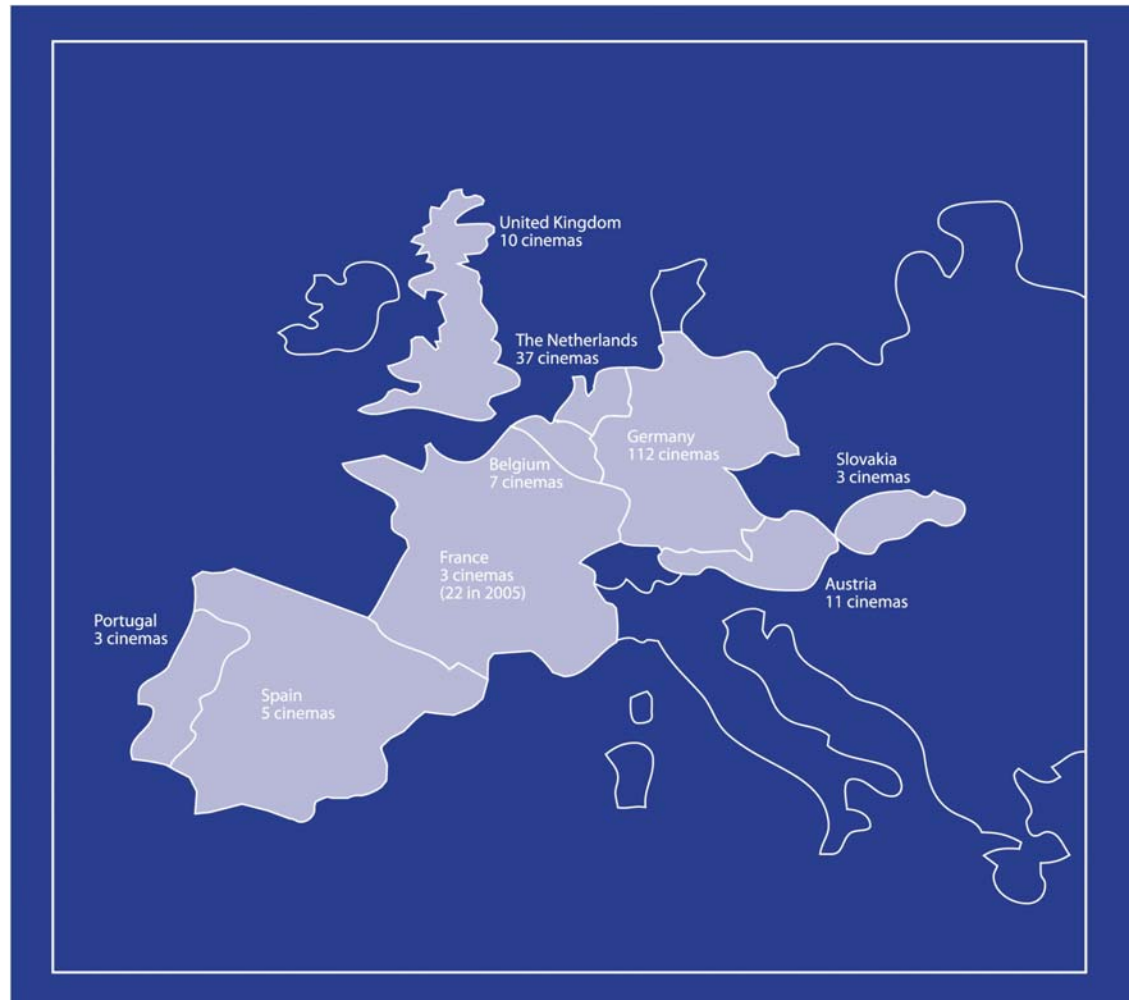 United Kingdom
10 cinemas
The Netherlands
37 cinemas
Germany
112 cinemas
Belgium
7 cinemas
Slovakia
3 cinemas
France
3 cinemas
(22 in 2005)
Austria
11 cinemas
Portugal
3 cinemas
Spain
5 cinemas